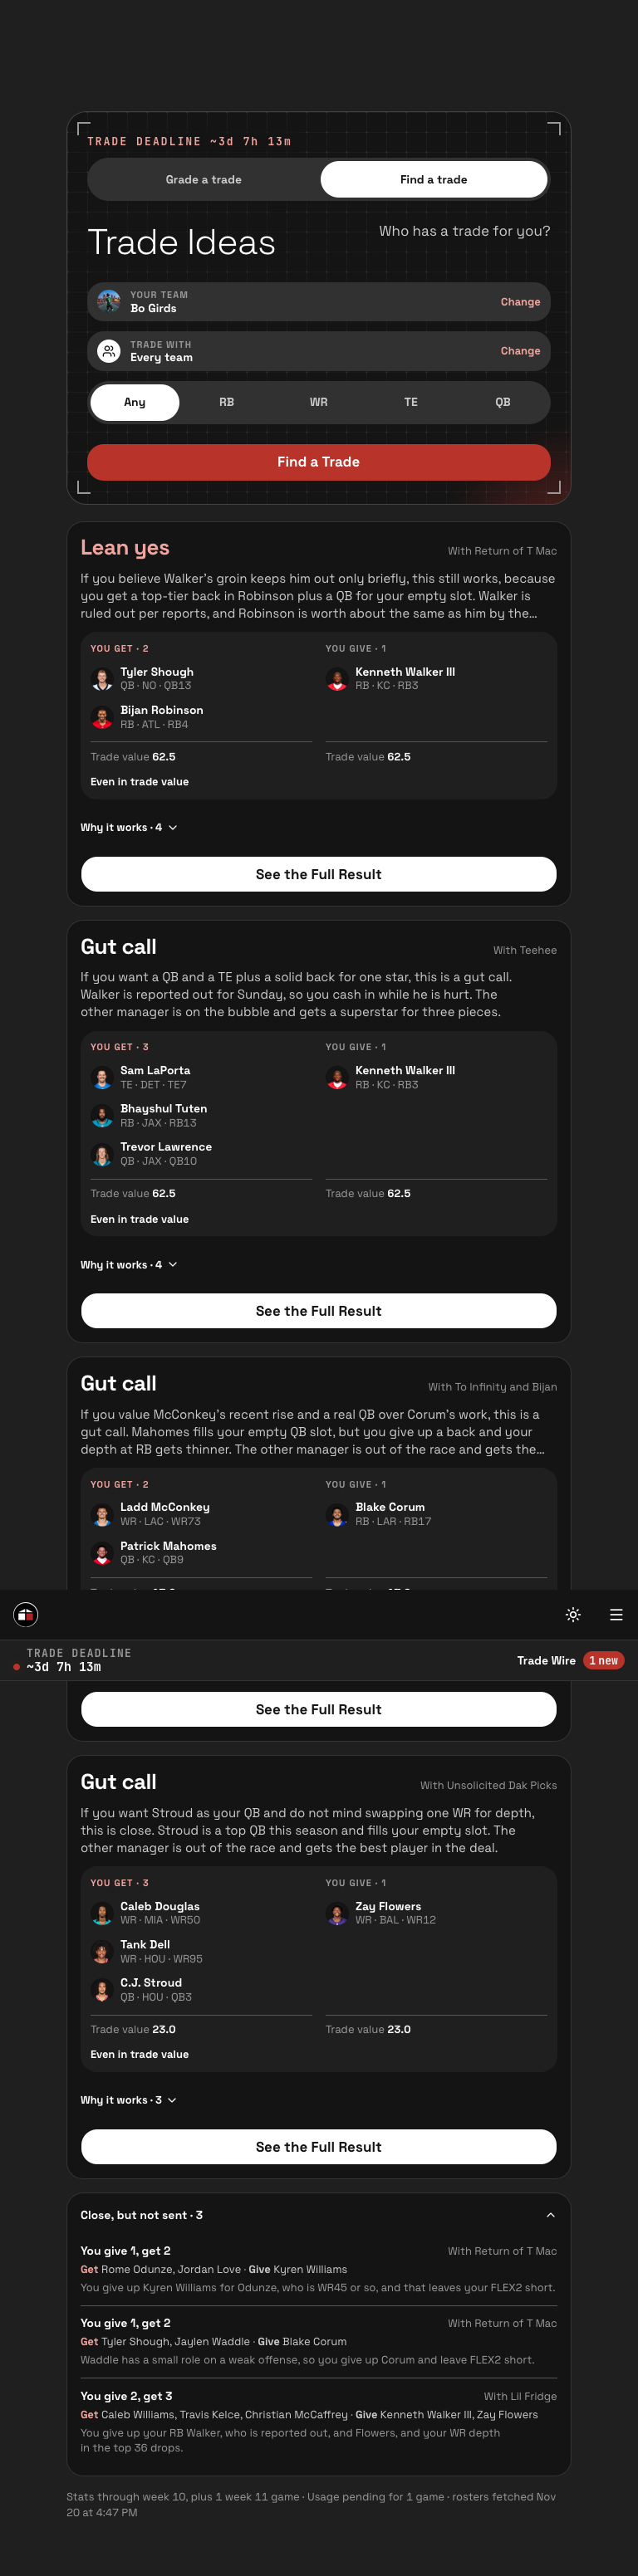 TRADE DEADLINE ~3d 7h 13m
Grade a trade
Find a trade
Trade Ideas
Who has a trade for you?
YOUR TEAM
Bo Girds
Change
TRADE WITH
Every team
Change
Any
RB
WR
TE
QB
Find a Trade
Lean yes
With Return of T Mac
If you believe Walker's groin keeps him out only briefly, this still works, because
you get a top-tier back in Robinson plus a QB for your empty slot. Walker is
ruled out per reports, and Robinson is worth about the same as him by the...
YOU GET · 2
YOU GIVE · 1
Tyler Shough
QB · NO · QB13
Kenneth Walker III
RB · KC · RB3
Bijan Robinson
RB · ATL · RB4
Trade value 62.5
Trade value 62.5
Even in trade value
Why it works · 4
See the Full Result
Gut call
With Teehee
If you want a QB and a TE plus a solid back for one star, this is a gut call.
Walker is reported out for Sunday, so you cash in while he is hurt. The
other manager is on the bubble and gets a superstar for three pieces.
YOU GET · 3
YOU GIVE · 1
Sam LaPorta
TE · DET · TE7
Kenneth Walker III
RB · KC · RB3
Bhayshul Tuten
RB · JAX · RB13
Trevor Lawrence
QB · JAX · QB10
Trade value 62.5
Trade value 62.5
Even in trade value
Why it works · 4
See the Full Result
Gut call
With To Infinity and Bijan
If you value McConkey's recent rise and a real QB over Corum's work, this is a
gut call. Mahomes fills your empty QB slot, but you give up a back and your
depth at RB gets thinner. The other manager is out of the race and gets the...
YOU GET · 2
YOU GIVE · 1
Ladd McConkey
WR · LAC · WR73
Blake Corum
RB · LAR · RB17
Patrick Mahomes
QB · KC · QB9
TRADE DEADLINE
~3d 7h 13m
Trade Wire
1 new
See the Full Result
Gut call
With Unsolicited Dak Picks
If you want Stroud as your QB and do not mind swapping one WR for depth,
this is close. Stroud is a top QB this season and fills your empty slot. The
other manager is out of the race and gets the best player in the deal.
YOU GET · 3
YOU GIVE · 1
Caleb Douglas
WR · MIA · WR50
Zay Flowers
WR · BAL · WR12
Tank Dell
WR · HOU · WR95
C.J. Stroud
QB · HOU · QB3
Trade value 23.0
Trade value 23.0
Even in trade value
Why it works · 3
See the Full Result
Close, but not sent · 3
You give 1, get 2
With Return of T Mac
Get Rome Odunze, Jordan Love · Give Kyren Williams
You give up Kyren Williams for Odunze, who is WR45 or so, and that leaves your FLEX2 short.
You give 1, get 2
With Return of T Mac
Get Tyler Shough, Jaylen Waddle · Give Blake Corum
Waddle has a small role on a weak offense, so you give up Corum and leave FLEX2 short.
You give 2, get 3
With Lil Fridge
Get Caleb Williams, Travis Kelce, Christian McCaffrey · Give Kenneth Walker III, Zay Flowers
You give up your RB Walker, who is reported out, and Flowers, and your WR depth
in the top 36 drops.
Stats through week 10, plus 1 week 11 game · Usage pending for 1 game · rosters fetched Nov
20 at 4:47 PM